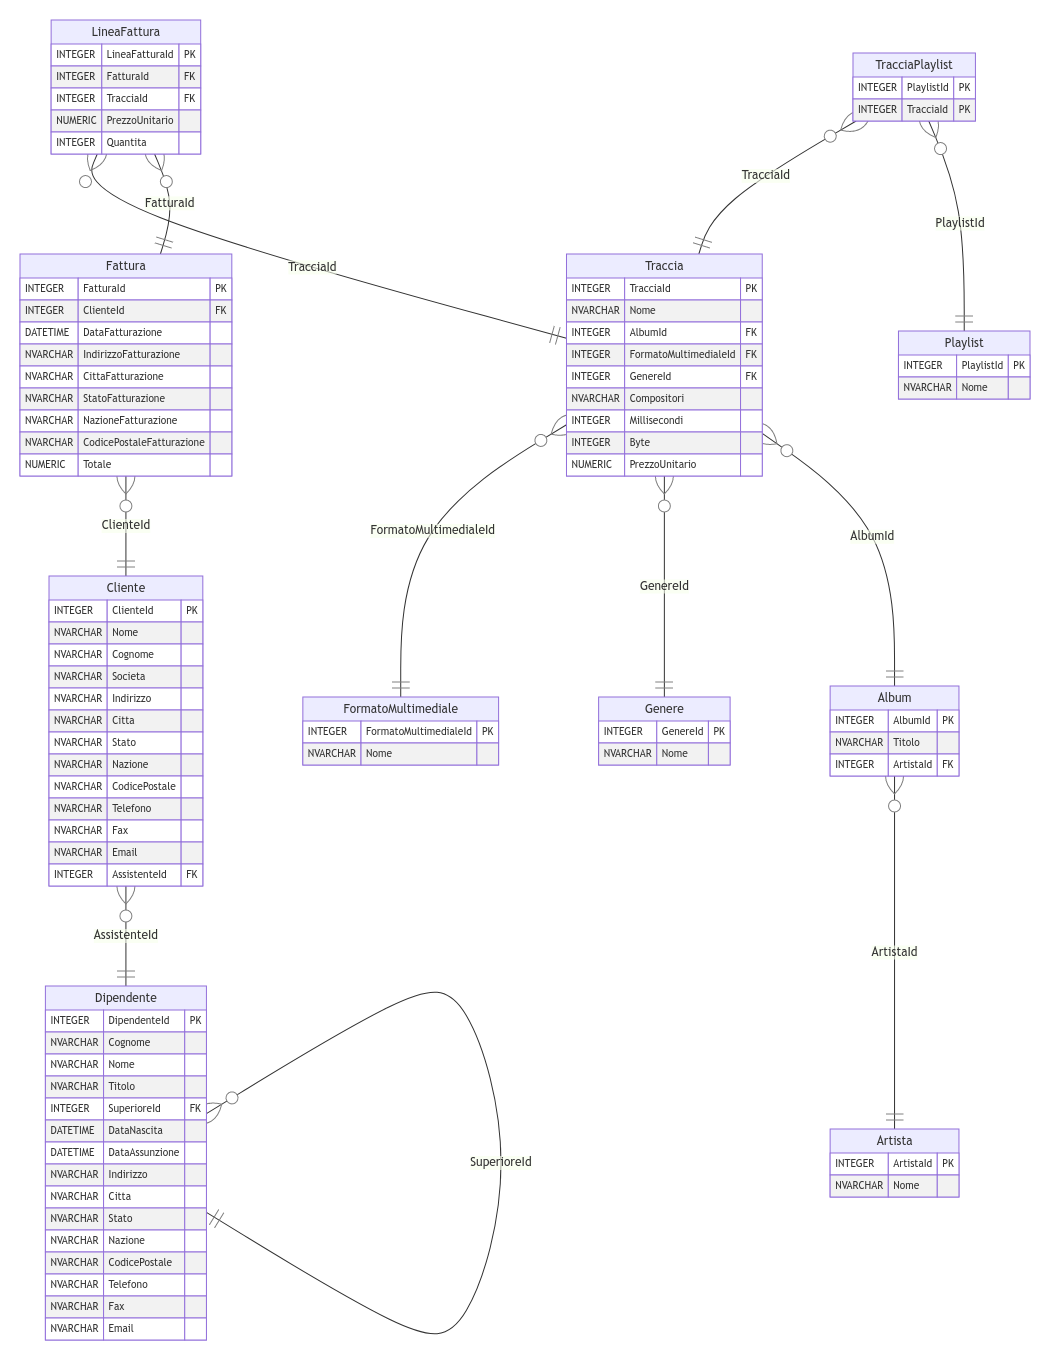 LineaFattura
INTEGER LineaFatturaId PK
INTEGER FatturaId FK
INTEGER TracciaId FK
NUMERIC PrezzoUnitario
INTEGER Quantita
TracciaPlaylist
INTEGER PlaylistId PK
INTEGER TracciaId PK
FatturaId
TracciaId
TracciaId
PlaylistId
Fattura
INTEGER FatturaId PK
INTEGER ClienteId FK
DATETIME DataFatturazione
NVARCHAR IndirizzoFatturazione
NVARCHAR CittaFatturazione
NVARCHAR StatoFatturazione
NVARCHAR NazioneFatturazione
NVARCHAR CodicePostaleFatturazione
NUMERIC Totale
Traccia
INTEGER TracciaId PK
NVARCHAR Nome
INTEGER AlbumId FK
INTEGER FormatoMultimedialeId FK
INTEGER GenereId FK
NVARCHAR Compositori
INTEGER Millisecondi
INTEGER Byte
NUMERIC PrezzoUnitario
Playlist
INTEGER PlaylistId PK
NVARCHAR Nome
ClienteId
FormatoMultimedialeId
GenereId
AlbumId
Cliente
INTEGER ClienteId PK
NVARCHAR Nome
NVARCHAR Cognome
NVARCHAR Societa
NVARCHAR Indirizzo
NVARCHAR Citta
NVARCHAR Stato
NVARCHAR Nazione
NVARCHAR CodicePostale
NVARCHAR Telefono
NVARCHAR Fax
NVARCHAR Email
INTEGER AssistenteId FK
FormatoMultimediale
INTEGER FormatoMultimedialeId PK
NVARCHAR Nome
Genere
INTEGER GenereId PK
NVARCHAR Nome
Album
INTEGER AlbumId PK
NVARCHAR Titolo
INTEGER ArtistaId FK
AssistenteId
ArtistaId
Dipendente
INTEGER DipendenteId PK
NVARCHAR Cognome
NVARCHAR Nome
NVARCHAR Titolo
INTEGER SuperioreId FK
DATETIME DataNascita
DATETIME DataAssunzione
NVARCHAR Indirizzo
NVARCHAR Citta
NVARCHAR Stato
NVARCHAR Nazione
NVARCHAR CodicePostale
NVARCHAR Telefono
NVARCHAR Fax
NVARCHAR Email
SuperioreId
Artista
INTEGER ArtistaId PK
NVARCHAR Nome